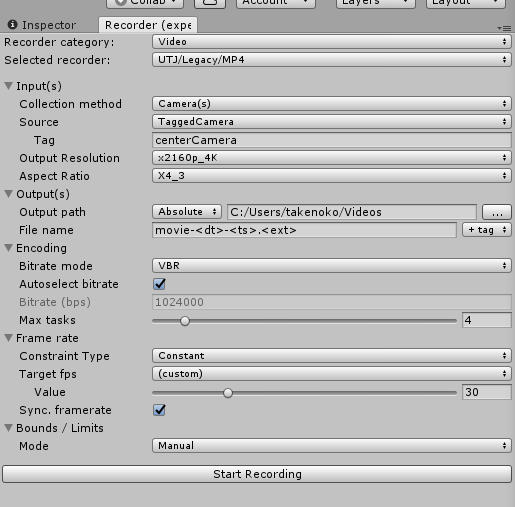 Collab Account Layers Layout
Inspector Recorder (expe
Recorder category: Video
Selected recorder: UTJ/Legacy/MP4
Input(s)
Collection method Camera(s)
Source TaggedCamera
Tag centerCamera
Output Resolution x2160p_4K
Aspect Ratio X4_3
Output(s)
Output path Absolute C:/Users/takenoko/Videos ...
File name movie-<dt>-<ts>.<ext> + tag
Encoding
Bitrate mode VBR
Autoselect bitrate
Bitrate (bps) 1024000
Max tasks 4
Frame rate
Constraint Type Constant
Target fps (custom)
Value 30
Sync. framerate
Bounds / Limits
Mode Manual
Start Recording